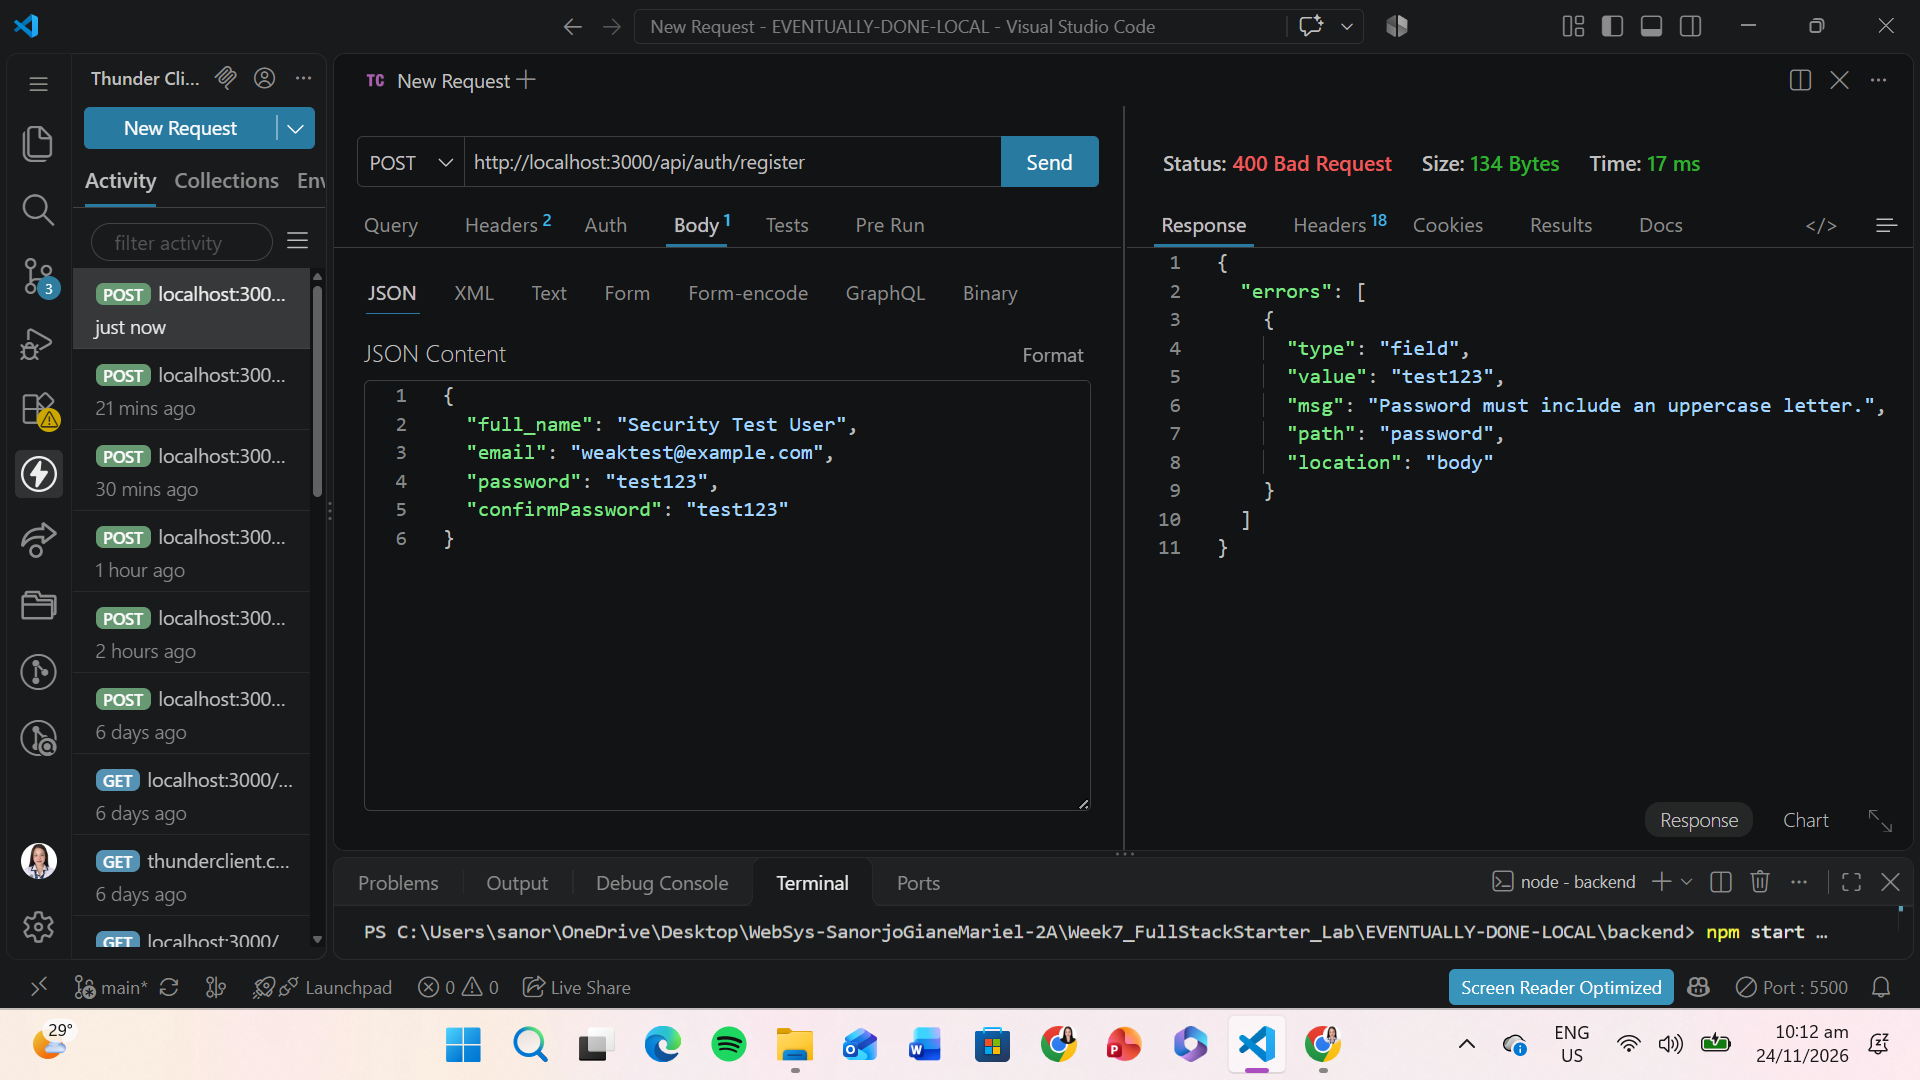 New Request - EVENTUALLY-DONE-LOCAL - Visual Studio Code
Thunder Cli...
New Request
Activity Collections Env
filter activity
POST localhost:300...
just now
POST localhost:300...
21 mins ago
POST localhost:300...
30 mins ago
POST localhost:300...
1 hour ago
POST localhost:300...
2 hours ago
POST localhost:300...
6 days ago
GET localhost:3000/...
6 days ago
GET thunderclient.c...
6 days ago
GET localhost:3000/
3
TC New Request
POST http://localhost:3000/api/auth/register Send
Query Headers 2 Auth Body 1 Tests Pre Run
JSON XML Text Form Form-encode GraphQL Binary
JSON Content Format
1 {
2 "full_name": "Security Test User",
3 "email": "weaktest@example.com",
4 "password": "test123",
5 "confirmPassword": "test123"
6 }
Status: 400 Bad Request Size: 134 Bytes Time: 17 ms
Response Headers 18 Cookies Results Docs </>
1 {
2 "errors": [
3 {
4 "type": "field",
5 "value": "test123",
6 "msg": "Password must include an uppercase letter.",
7 "path": "password",
8 "location": "body"
9 }
10 ]
11 }
Response Chart
Problems Output Debug Console Terminal Ports
node - backend
PS C:\Users\sanor\OneDrive\Desktop\WebSys-SanorjoGianeMariel-2A\Week7_FullStackStarter_Lab\EVENTUALLY-DONE-LOCAL\backend> npm start ...
main* Launchpad 0 0 Live Share
Screen Reader Optimized Port : 5500
29°
ENG
US
10:12 am
24/11/2026